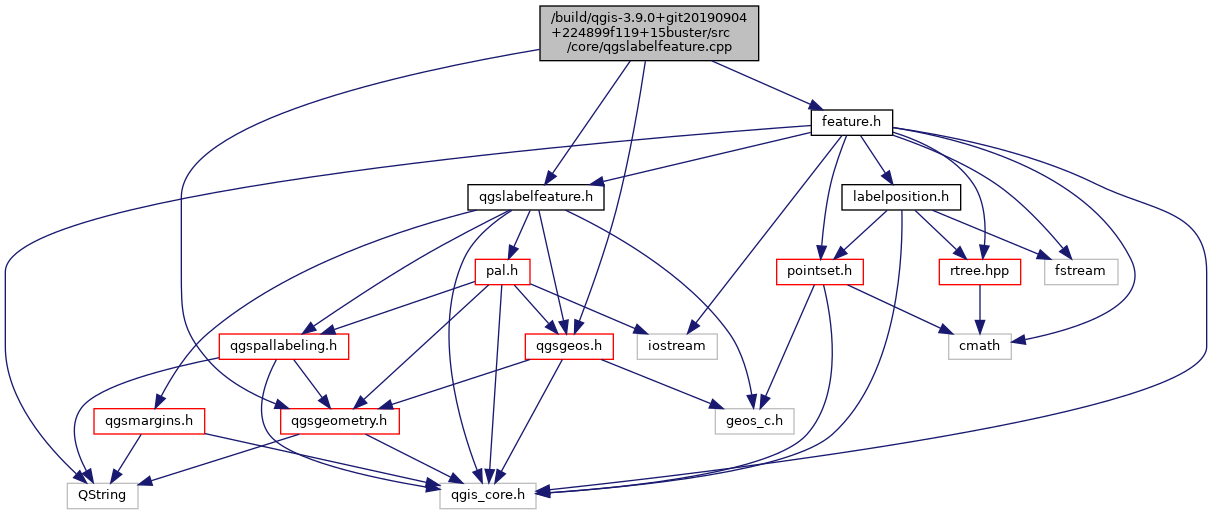 /build/qgis-3.9.0+git20190904
+224899f119+15buster/src
/core/qgslabelfeature.cpp
feature.h
qgslabelfeature.h
labelposition.h
pal.h
pointset.h
rtree.hpp
fstream
qgspallabeling.h
qgsgeos.h
iostream
cmath
qgsmargins.h
qgsgeometry.h
geos_c.h
QString
qgis_core.h